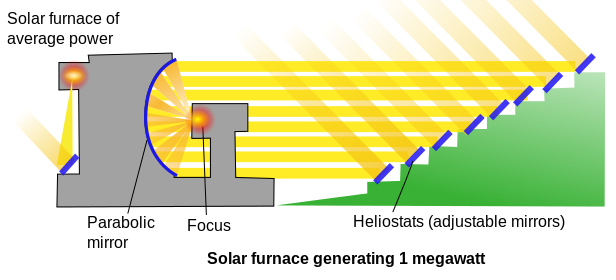 Solar furnace of
average power
Parabolic
mirror
Focus
Heliostats (adjustable mirrors)
Solar furnace generating 1 megawatt